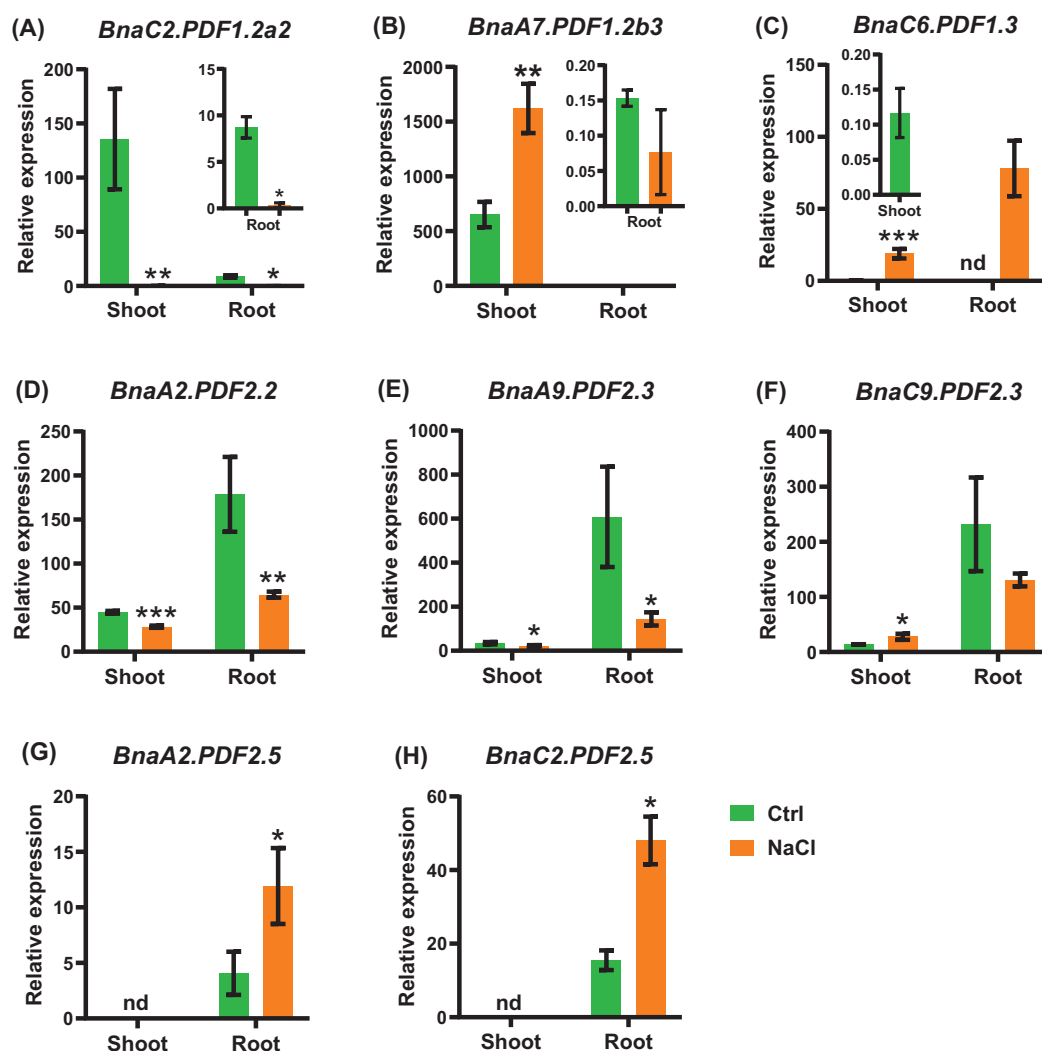 (A) BnaC2.PDF1.2a2
Relative expression
200
150
100
50
0
**
*
Shoot
Root
15
10
5
0
*
Root
(B) BnaA7.PDF1.2b3
Relative expression
2000
1500
1000
500
0
**
Shoot
Root
0.20
0.15
0.10
0.05
0.00
Root
(C) BnaC6.PDF1.3
Relative expression
150
100
50
0
***
nd
Shoot
Root
0.20
0.15
0.10
0.05
0.00
Shoot
(D) BnaA2.PDF2.2
Relative expression
250
200
150
100
50
0
***
**
Shoot
Root
(E) BnaA9.PDF2.3
Relative expression
1000
800
600
400
200
0
*
*
Shoot
Root
(F) BnaC9.PDF2.3
Relative expression
400
300
200
100
0
*
Shoot
Root
(G) BnaA2.PDF2.5
Relative expression
20
15
10
5
0
nd
*
Shoot
Root
(H) BnaC2.PDF2.5
Relative expression
60
40
20
0
nd
*
Shoot
Root
Ctrl
NaCl